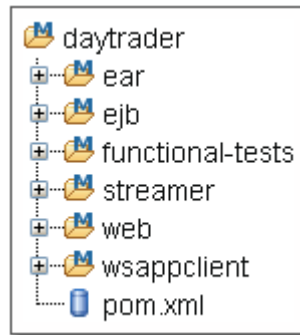 daytrader
ear
ejb
functional-tests
streamer
web
wsappclient
pom.xml